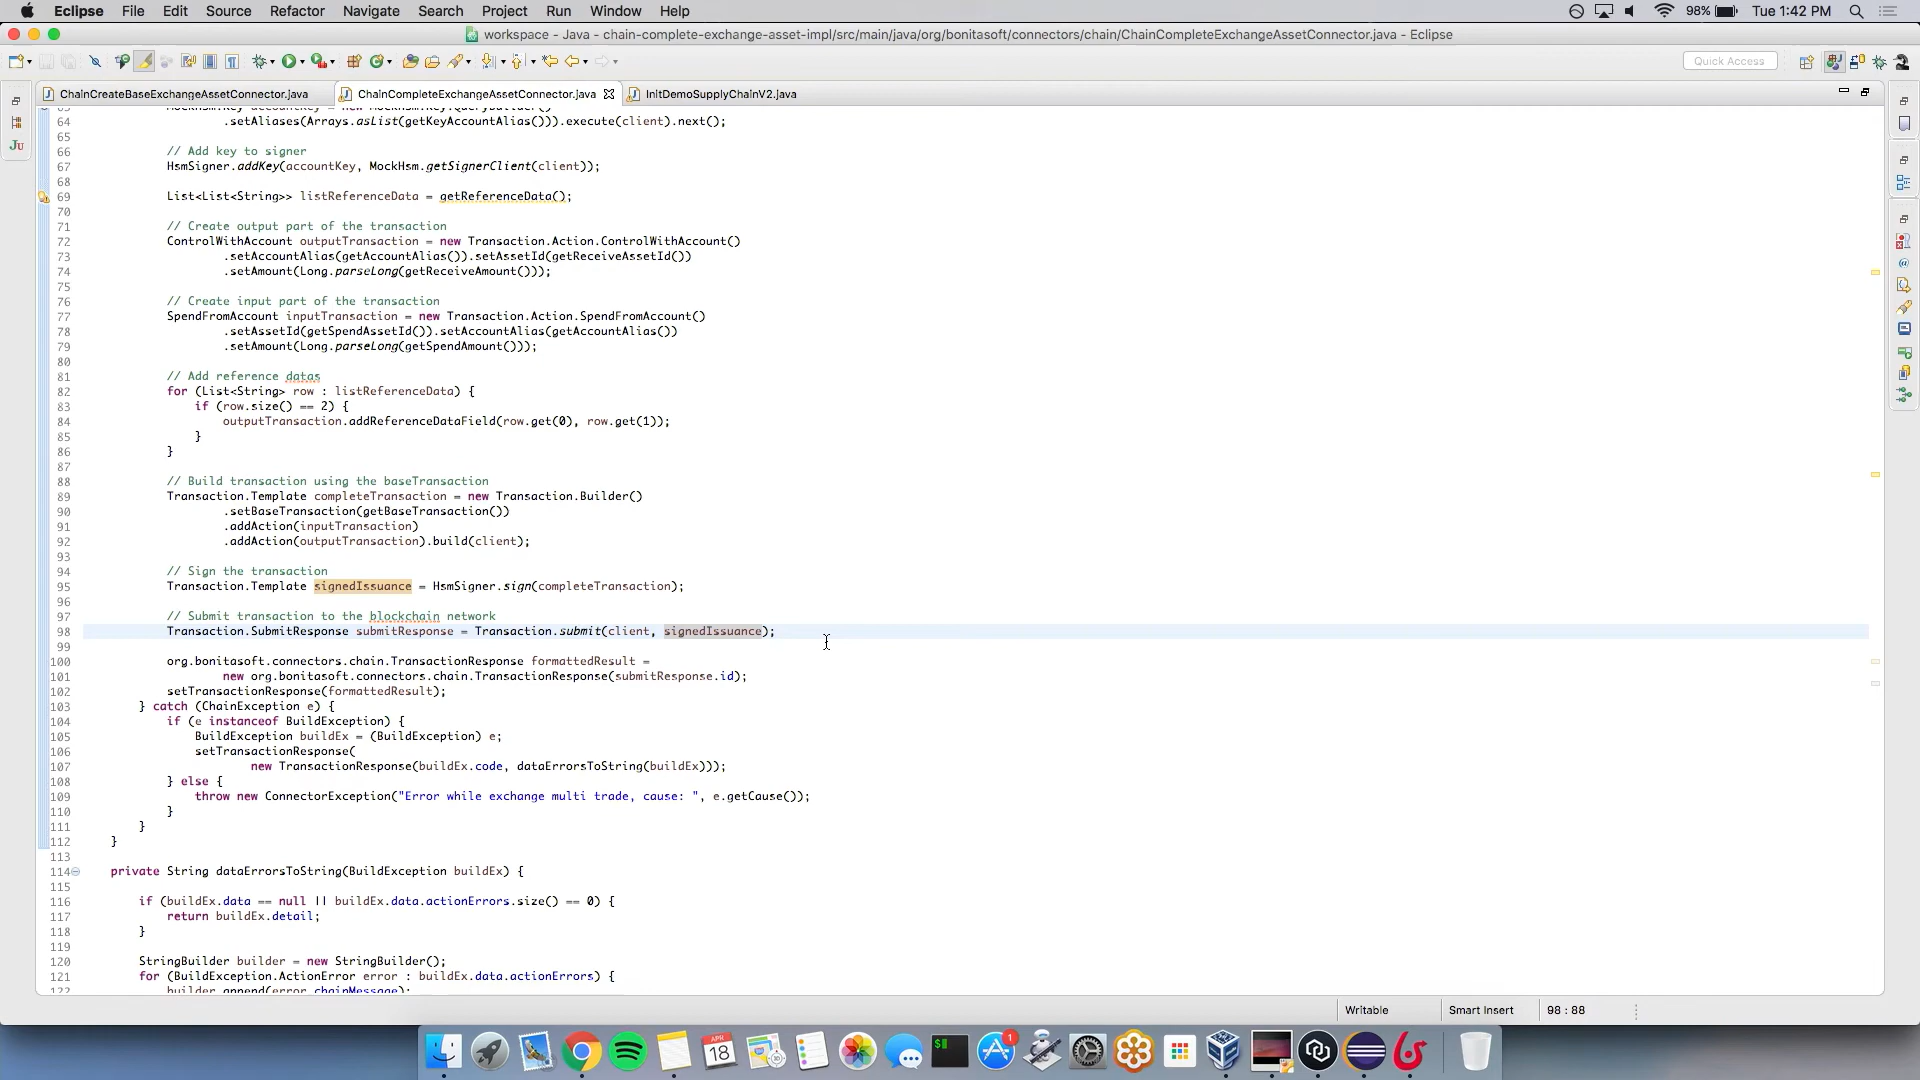 Eclipse File Edit Source Refactor Navigate Search Project Run Window Help 98% Tue 1:42 PM
workspace - Java - chain-complete-exchange-asset-impl/src/main/java/org/bonitasoft/connectors/chain/ChainCompleteExchangeAssetConnector.java - Eclipse
Quick Access
ChainCreateBaseExchangeAssetConnector.java ChainCompleteExchangeAssetConnector.java InitDemoSupplyChainV2.java
64 .setAliases(Arrays.asList(getKeyAccountAlias())).execute(client).next();
65
66 // Add key to signer
67 HsmSigner.addKey(accountKey, MockHsm.getSignerClient(client));
68
69 List<List<String>> listReferenceData = getReferenceData();
70
71 // Create output part of the transaction
72 ControlWithAccount outputTransaction = new Transaction.Action.ControlWithAccount()
73 .setAccountAlias(getAccountAlias()).setAssetId(getReceiveAssetId())
74 .setAmount(Long.parseLong(getReceiveAmount()));
75
76 // Create input part of the transaction
77 SpendFromAccount inputTransaction = new Transaction.Action.SpendFromAccount()
78 .setAssetId(getSpendAssetId()).setAccountAlias(getAccountAlias())
79 .setAmount(Long.parseLong(getSpendAmount()));
80
81 // Add reference datas
82 for (List<String> row : listReferenceData) {
83 if (row.size() == 2) {
84 outputTransaction.addReferenceDataField(row.get(0), row.get(1));
85 }
86 }
87
88 // Build transaction using the baseTransaction
89 Transaction.Template completeTransaction = new Transaction.Builder()
90 .setBaseTransaction(getBaseTransaction())
91 .addAction(inputTransaction)
92 .addAction(outputTransaction).build(client);
93
94 // Sign the transaction
95 Transaction.Template signedIssuance = HsmSigner.sign(completeTransaction);
96
97 // Submit transaction to the blockchain network
98 Transaction.SubmitResponse submitResponse = Transaction.submit(client, signedIssuance);
99
100 org.bonitasoft.connectors.chain.TransactionResponse formattedResult =
101 new org.bonitasoft.connectors.chain.TransactionResponse(submitResponse.id);
102 setTransactionResponse(formattedResult);
103 } catch (ChainException e) {
104 if (e instanceof BuildException) {
105 BuildException buildEx = (BuildException) e;
106 setTransactionResponse(
107 new TransactionResponse(buildEx.code, dataErrorsToString(buildEx)));
108 } else {
109 throw new ConnectorException("Error while exchange multi trade, cause: ", e.getCause());
110 }
111 }
112 }
113
114 private String dataErrorsToString(BuildException buildEx) {
115
116 if (buildEx.data == null || buildEx.data.actionErrors.size() == 0) {
117 return buildEx.detail;
118 }
119
120 StringBuilder builder = new StringBuilder();
121 for (BuildException.ActionError error : buildEx.data.actionErrors) {
122 builder.append(error.chainMessage);
Writable Smart Insert 98 : 88
APR
18
1